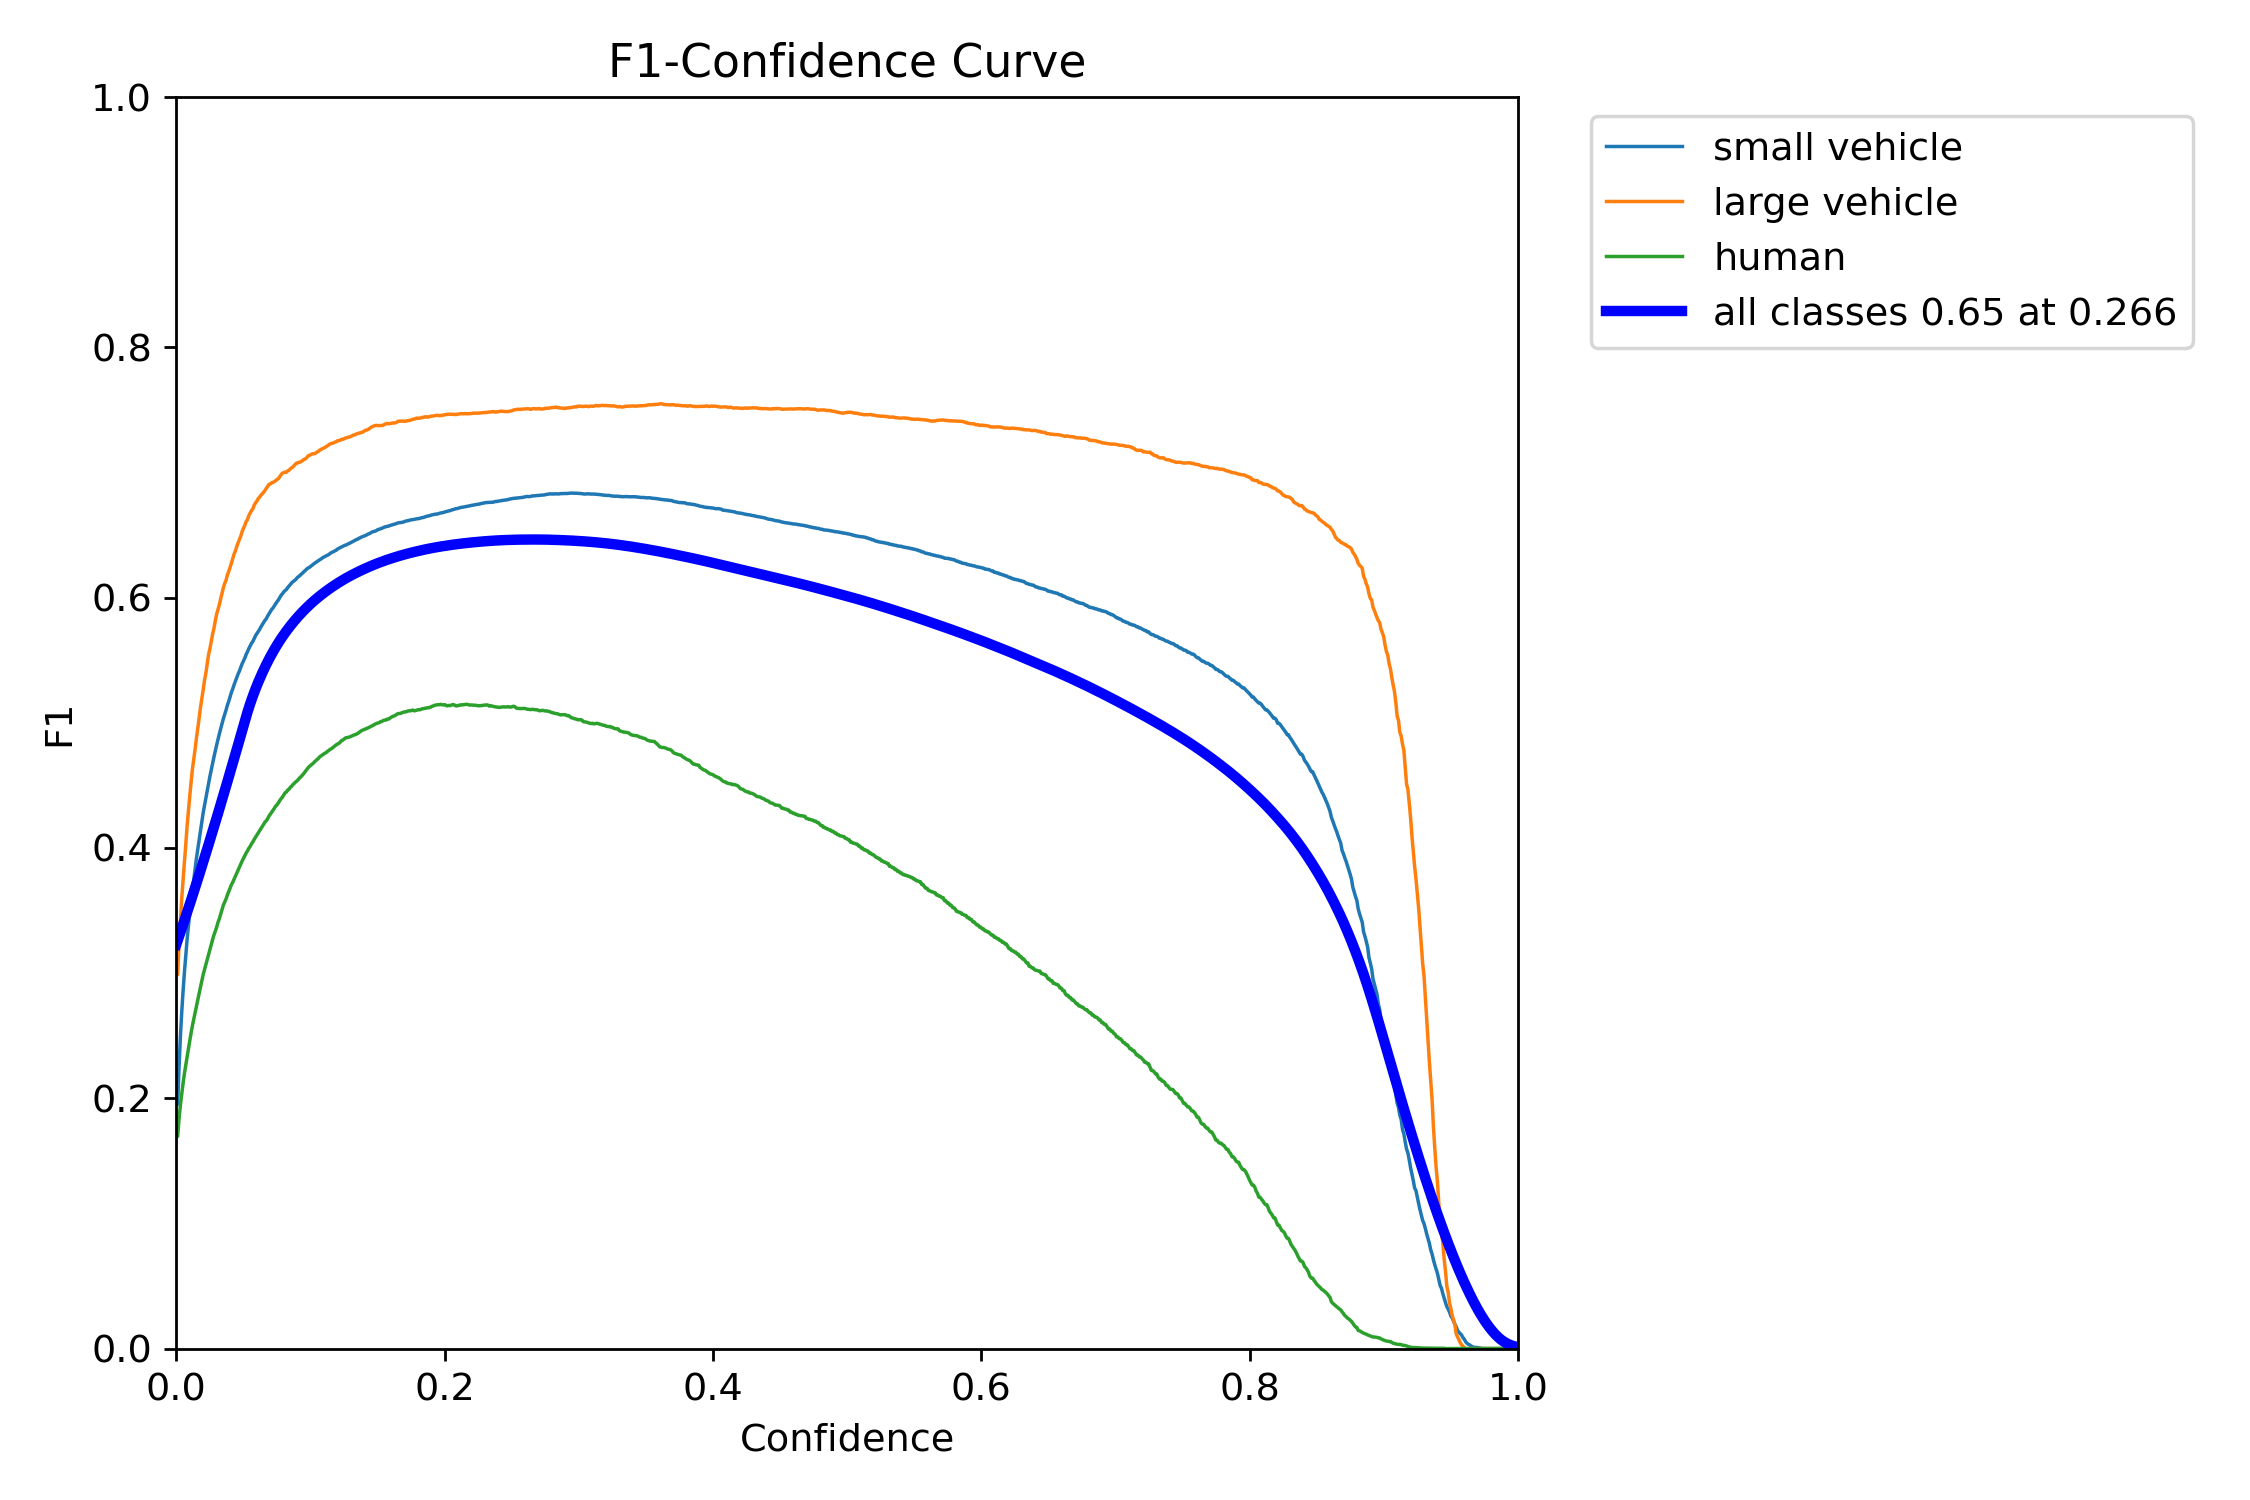 F1-Confidence Curve
1.0
0.8
0.6
0.4
0.2
0.0
F1
0.0 0.2 0.4 0.6 0.8 1.0
Confidence
small vehicle
large vehicle
human
all classes 0.65 at 0.266